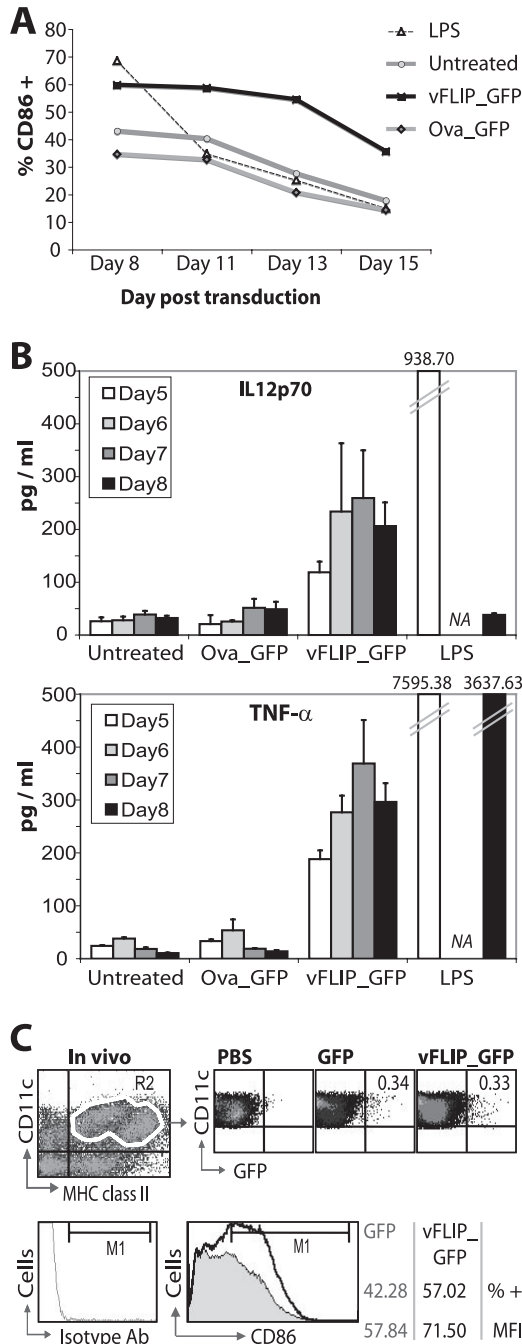 A
% CD86 +
80
70
60
50
40
30
20
10
0
Day 8 Day 11 Day 13 Day 15
Day post transduction
LPS
Untreated
vFLIP_GFP
Ova_GFP
B
IL12p70
938.70
pg / ml
500
400
300
200
100
0
Day5
Day6
Day7
Day8
NA
Untreated Ova_GFP vFLIP_GFP LPS
TNF-α
7595.38 3637.63
pg / ml
500
400
300
200
100
0
Day5
Day6
Day7
Day8
NA
Untreated Ova_GFP vFLIP_GFP LPS
C
In vivo
R2
CD11c
MHC class II
PBS GFP vFLIP_GFP
0.34 0.33
CD11c
GFP
M1
Cells
Isotype Ab
M1
Cells
CD86
GFP vFLIP_
GFP
42.28 57.02 % +
57.84 71.50 MFI